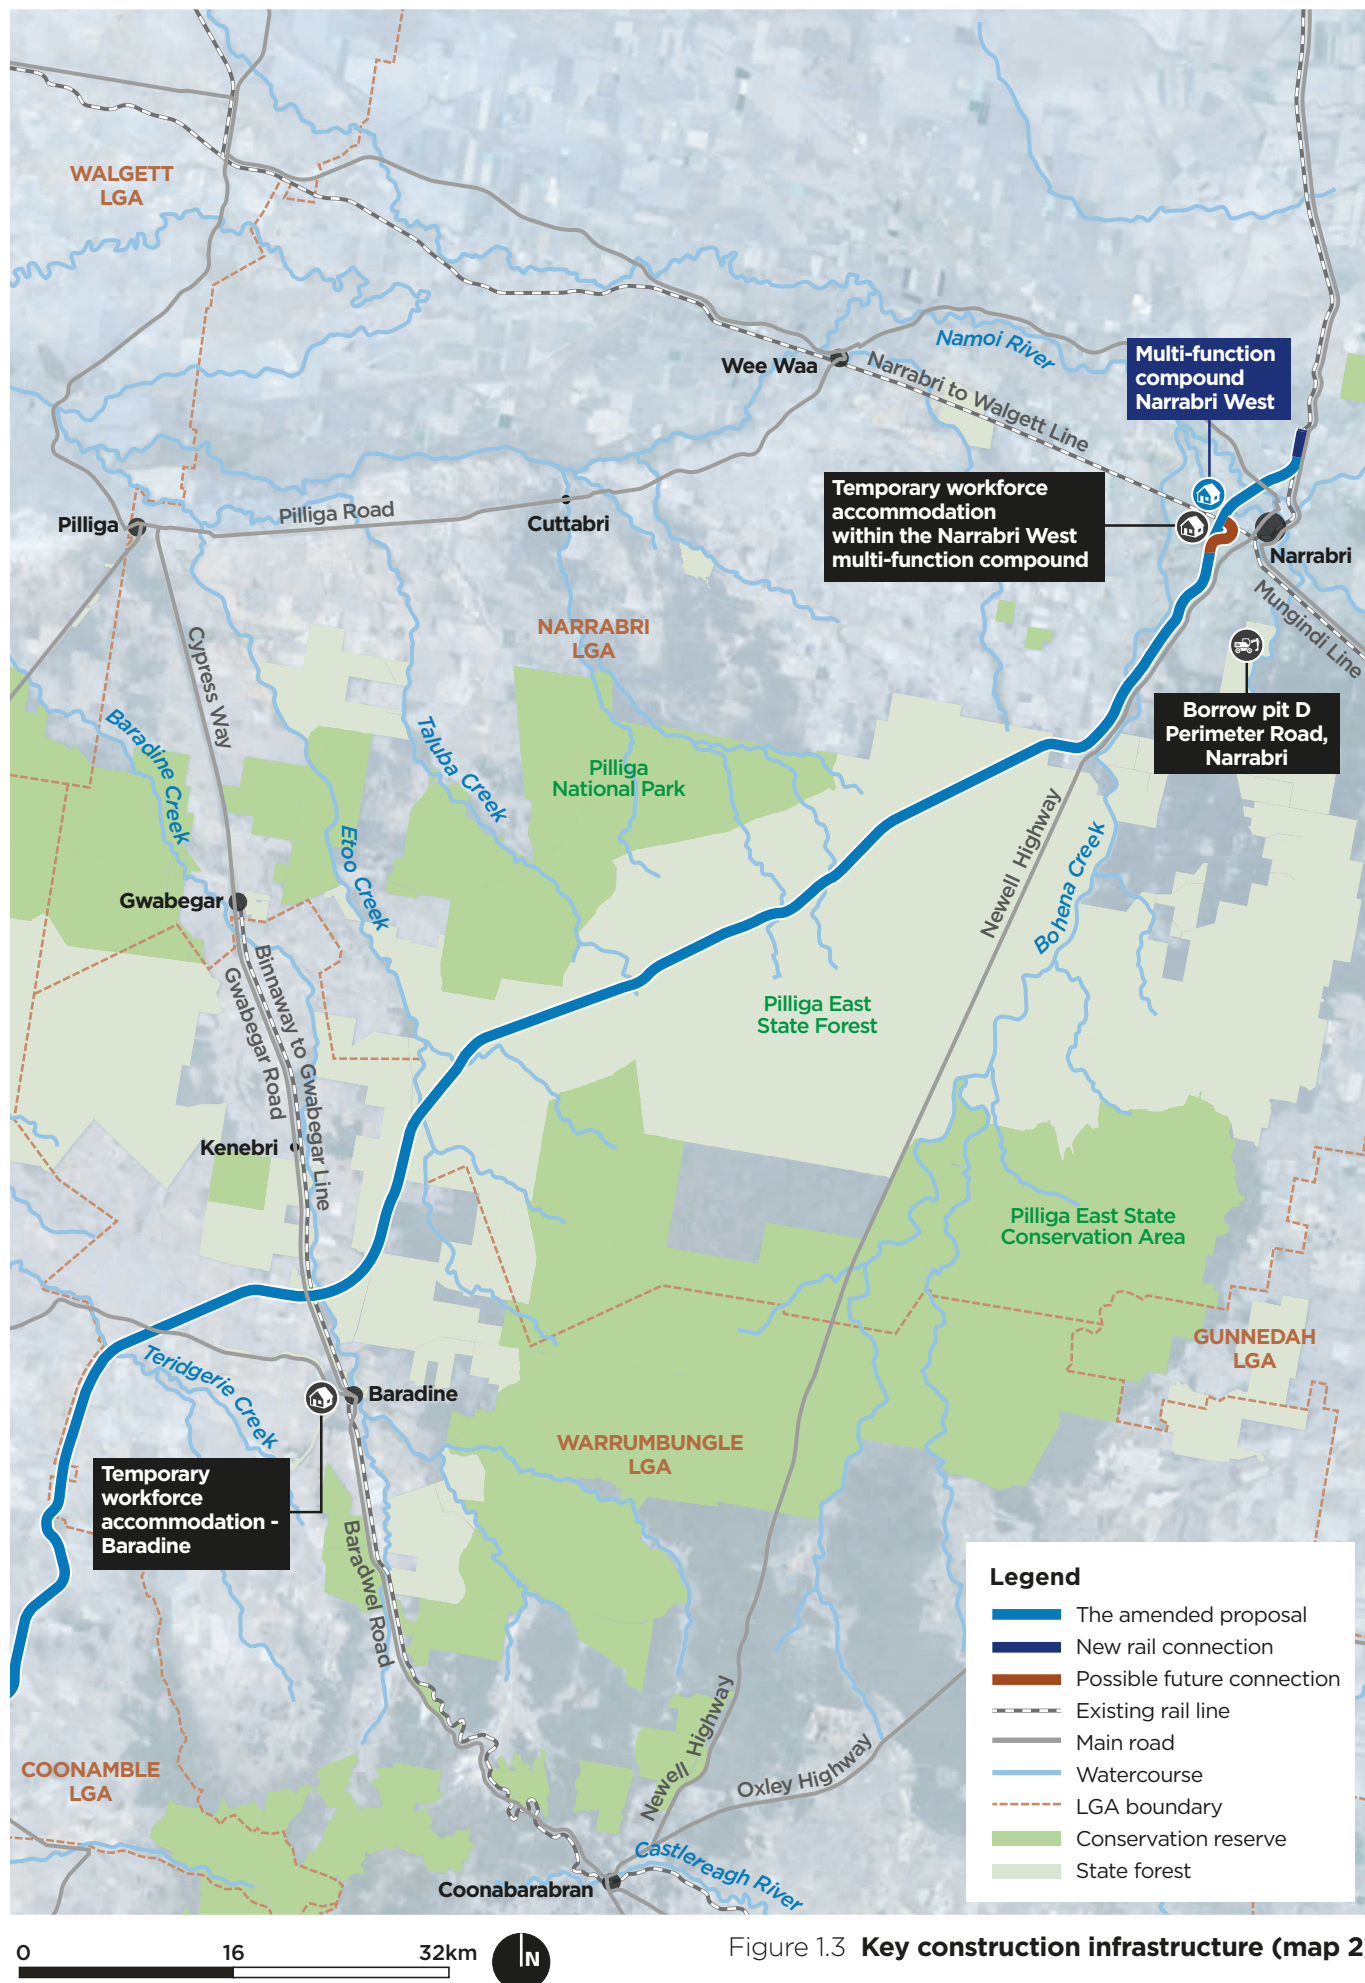 WALGETT
LGA
Namoi River
Wee Waa
Narrabri to Walgett Line
Multi-function
compound
Narrabri West
Temporary workforce
accommodation
within the Narrabri West
multi-function compound
Pilliga
Pilliga Road
Cuttabri
Narrabri
Mungindi Line
NARRABRI
LGA
Cypress Way
Borrow pit D
Perimeter Road,
Narrabri
Baradine Creek
Taluba Creek
Pilliga
National Park
Etoo Creek
Newell Highway
Bohena Creek
Gwabegar
Binnaway to Gwabegar Line
Gwabegar Road
Pilliga East
State Forest
Kenebri
Pilliga East State
Conservation Area
GUNNEDAH
LGA
Teridgerie Creek
Baradine
WARRUMBUNGLE
LGA
Temporary
workforce
accommodation -
Baradine
Baradwel Road
Newell Highway
Oxley Highway
COONAMBLE
LGA
Castlereagh River
Coonabarabran
Legend
The amended proposal
New rail connection
Possible future connection
Existing rail line
Main road
Watercourse
LGA boundary
Conservation reserve
State forest
0 16 32km
N
Figure 1.3 Key construction infrastructure (map 2)